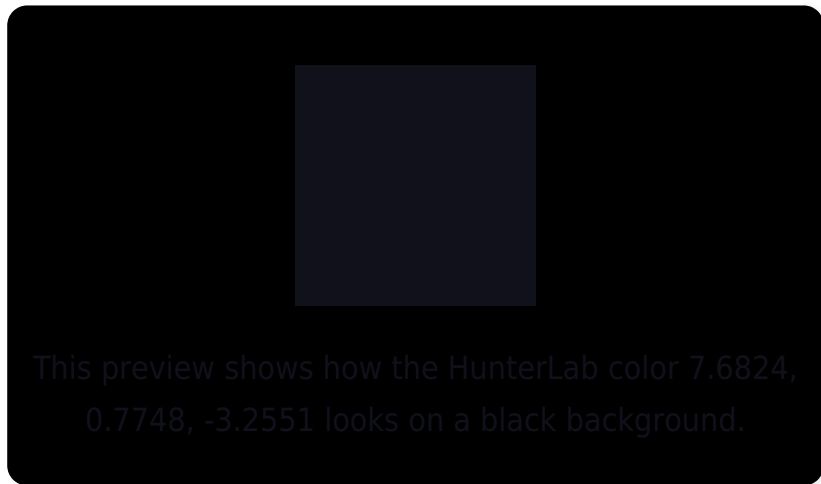 This preview shows how the HunterLab color 7.6824,
0.7748, -3.2551 looks on a black background.